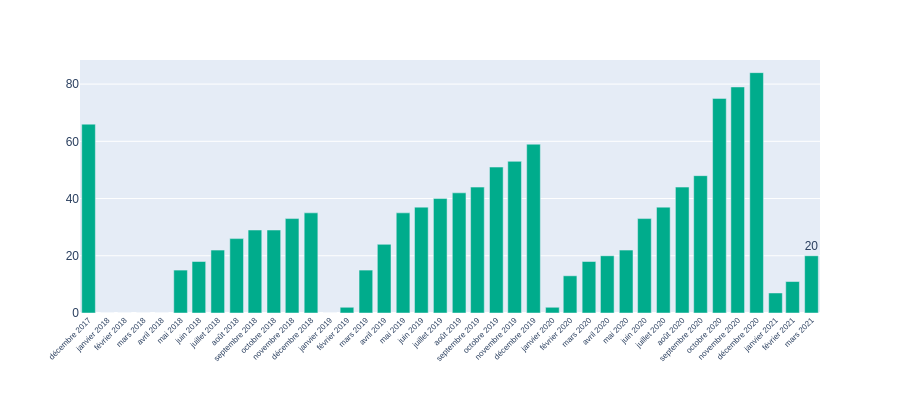 80
60
40
20
0
20
décembre 2017
janvier 2018
février 2018
mars 2018
avril 2018
mai 2018
juin 2018
juillet 2018
août 2018
septembre 2018
octobre 2018
novembre 2018
décembre 2018
janvier 2019
février 2019
mars 2019
avril 2019
mai 2019
juin 2019
juillet 2019
août 2019
septembre 2019
octobre 2019
novembre 2019
décembre 2019
janvier 2020
février 2020
mars 2020
avril 2020
mai 2020
juin 2020
juillet 2020
août 2020
septembre 2020
octobre 2020
novembre 2020
décembre 2020
janvier 2021
février 2021
mars 2021